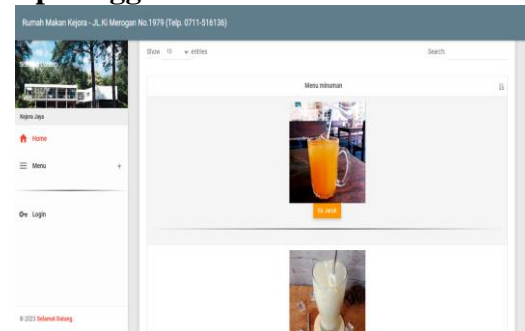 Rumah Makan Kejora - JL.Ki Merogan No.1979 (Telp. 0711-516136)
Show 10 entries
Search:
Menu minuman
Kejora Jaya
Home
Menu +
Es Jeruk
Login
© 2023 Selamat Datang